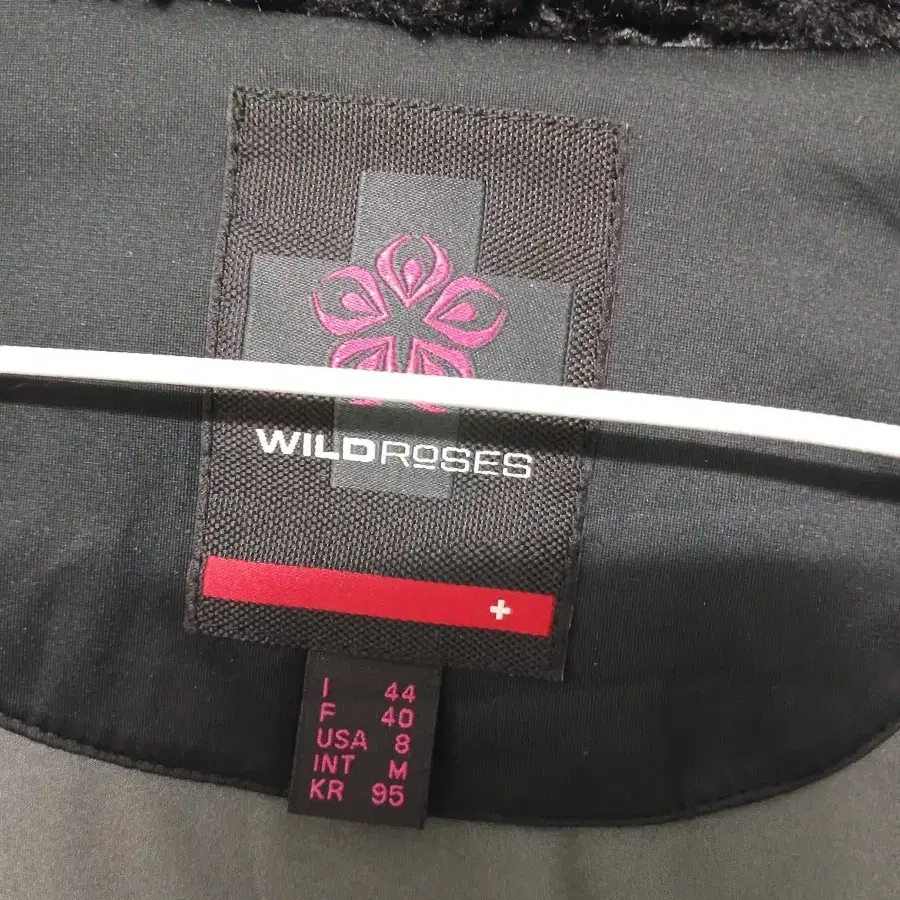 WILDROSES
I 44
F 40
USA 8
INT M
KR 95